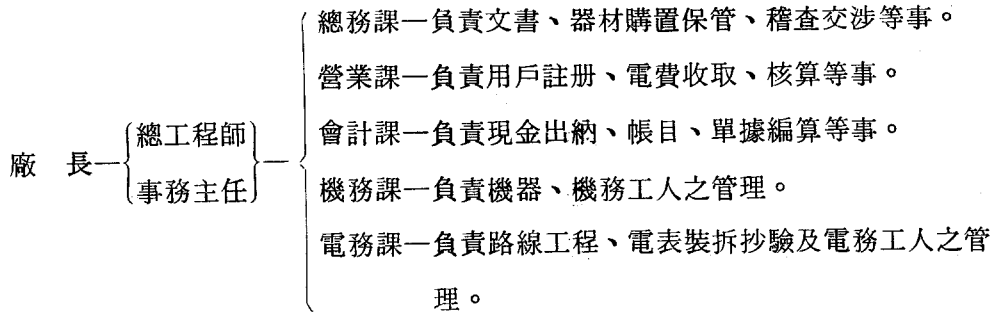 廠　長—
總工程師
事務主任
總務課—負責文書、器材購置保管、稽查交涉等事。
營業課—負責用戶註册、電費收取、核算等事。
會計課—負責現金出納、帳目、單據編算等事。
機務課—負責機器、機務工人之管理。
電務課—負責路線工程、電表裝拆抄驗及電務工人之管
理。